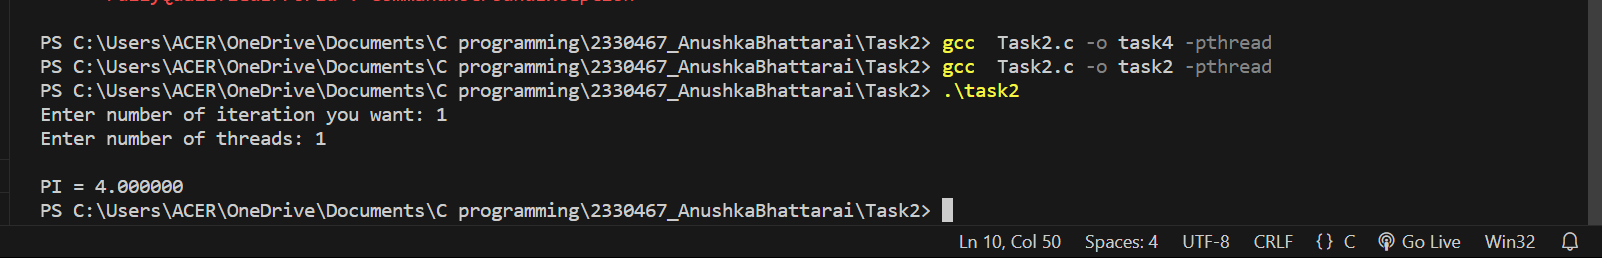 PS C:\Users\ACER\OneDrive\Documents\C programming\2330467_AnushkaBhattarai\Task2> gcc  Task2.c -o task4 -pthread
PS C:\Users\ACER\OneDrive\Documents\C programming\2330467_AnushkaBhattarai\Task2> gcc  Task2.c -o task2 -pthread
PS C:\Users\ACER\OneDrive\Documents\C programming\2330467_AnushkaBhattarai\Task2> .\task2
Enter number of iteration you want: 1
Enter number of threads: 1
PI = 4.000000
PS C:\Users\ACER\OneDrive\Documents\C programming\2330467_AnushkaBhattarai\Task2>
Ln 10, Col 50 Spaces: 4 UTF-8 CRLF {} C Go Live Win32